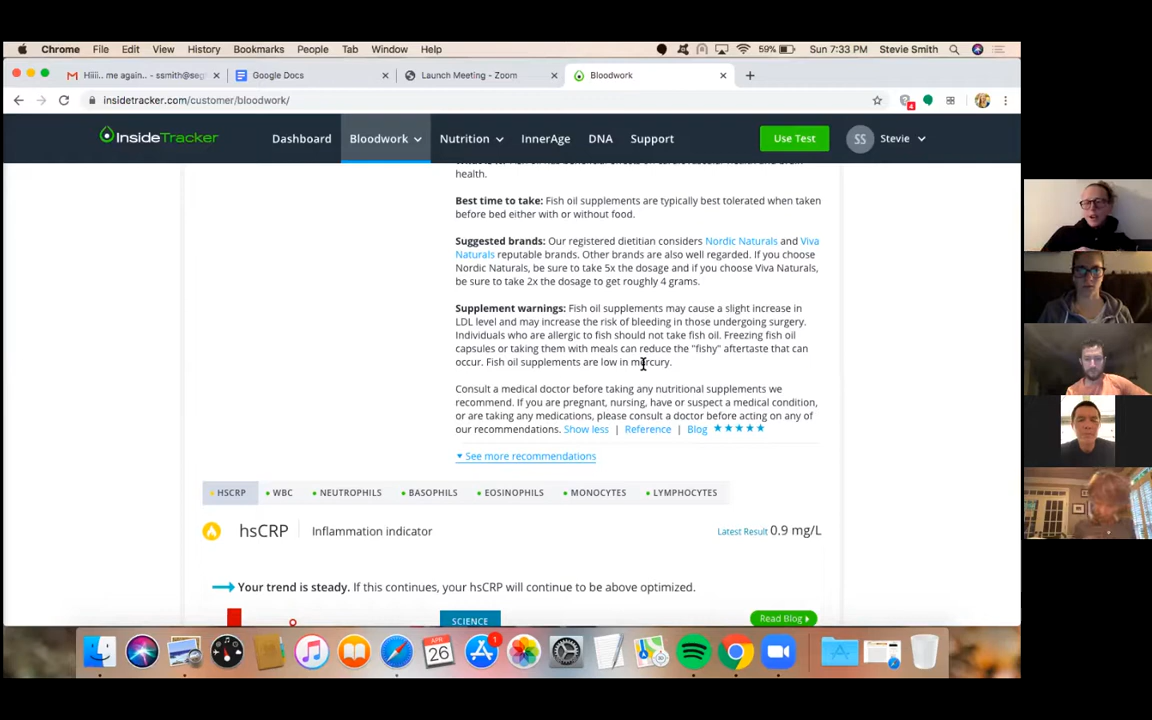 Chrome File Edit View History Bookmarks People Tab Window Help 59% Sun 7:33 PM Stevie Smith
Hiiii.. me again.. - ssmith@seg × Google Docs × Launch Meeting - Zoom × Bloodwork ×
insidetracker.com/customer/bloodwork/
InsideTracker Dashboard Bloodwork Nutrition InnerAge DNA Support Use Test SS Stevie
health.
Best time to take: Fish oil supplements are typically best tolerated when taken
before bed either with or without food.
Suggested brands: Our registered dietitian considers Nordic Naturals and Viva
Naturals reputable brands. Other brands are also well regarded. If you choose
Nordic Naturals, be sure to take 5x the dosage and if you choose Viva Naturals,
be sure to take 2x the dosage to get roughly 4 grams.
Supplement warnings: Fish oil supplements may cause a slight increase in
LDL level and may increase the risk of bleeding in those undergoing surgery.
Individuals who are allergic to fish should not take fish oil. Freezing fish oil
capsules or taking them with meals can reduce the "fishy" aftertaste that can
occur. Fish oil supplements are low in mercury.
Consult a medical doctor before taking any nutritional supplements we
recommend. If you are pregnant, nursing, have or suspect a medical condition,
or are taking any medications, please consult a doctor before acting on any of
our recommendations. Show less | Reference | Blog ★★★★★
See more recommendations
HSCRP WBC NEUTROPHILS BASOPHILS EOSINOPHILS MONOCYTES LYMPHOCYTES
hsCRP Inflammation indicator Latest Result 0.9 mg/L
Your trend is steady. If this continues, your hsCRP will continue to be above optimized.
SCIENCE Read Blog
APR
26
1